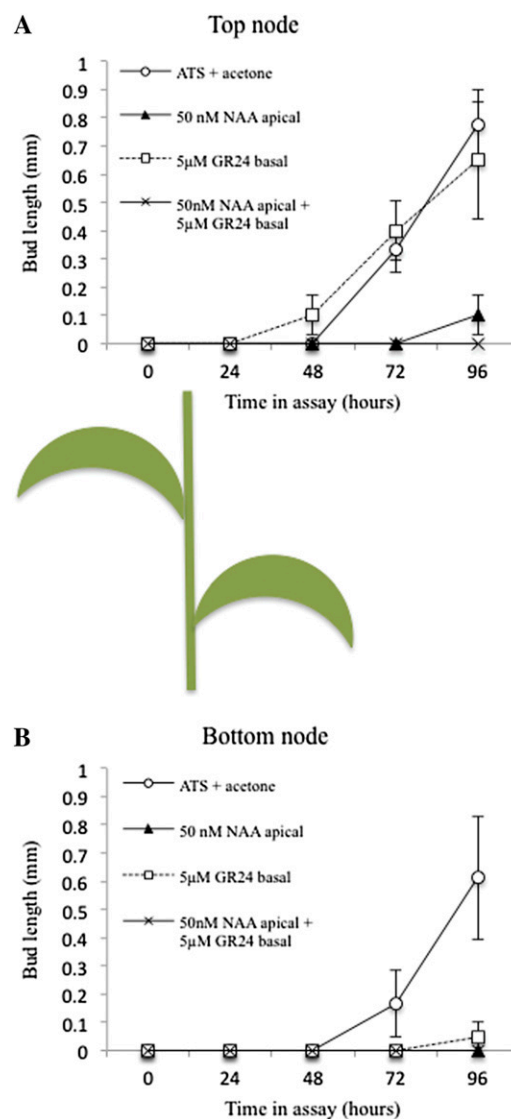 A
Top node
ATS + acetone
50 nM NAA apical
5µM GR24 basal
50nM NAA apical +
5µM GR24 basal
Bud length (mm)
1
0.9
0.8
0.7
0.6
0.5
0.4
0.3
0.2
0.1
0
0 24 48 72 96
Time in assay (hours)
B
Bottom node
ATS + acetone
50 nM NAA apical
5µM GR24 basal
50nM NAA apical +
5µM GR24 basal
Bud length (mm)
1
0.9
0.8
0.7
0.6
0.5
0.4
0.3
0.2
0.1
0
0 24 48 72 96
Time in assay (hours)